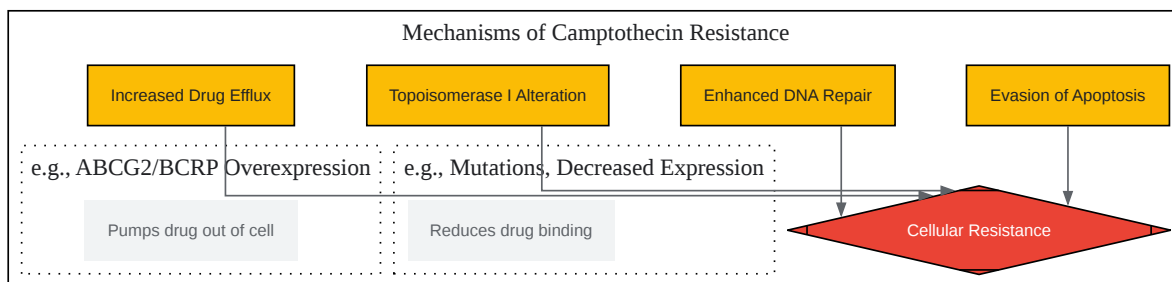 Mechanisms of Camptothecin Resistance
Increased Drug Efflux
Topoisomerase I Alteration
Enhanced DNA Repair
Evasion of Apoptosis
e.g., ABCG2/BCRP Overexpression
e.g., Mutations, Decreased Expression
Pumps drug out of cell
Reduces drug binding
Cellular Resistance